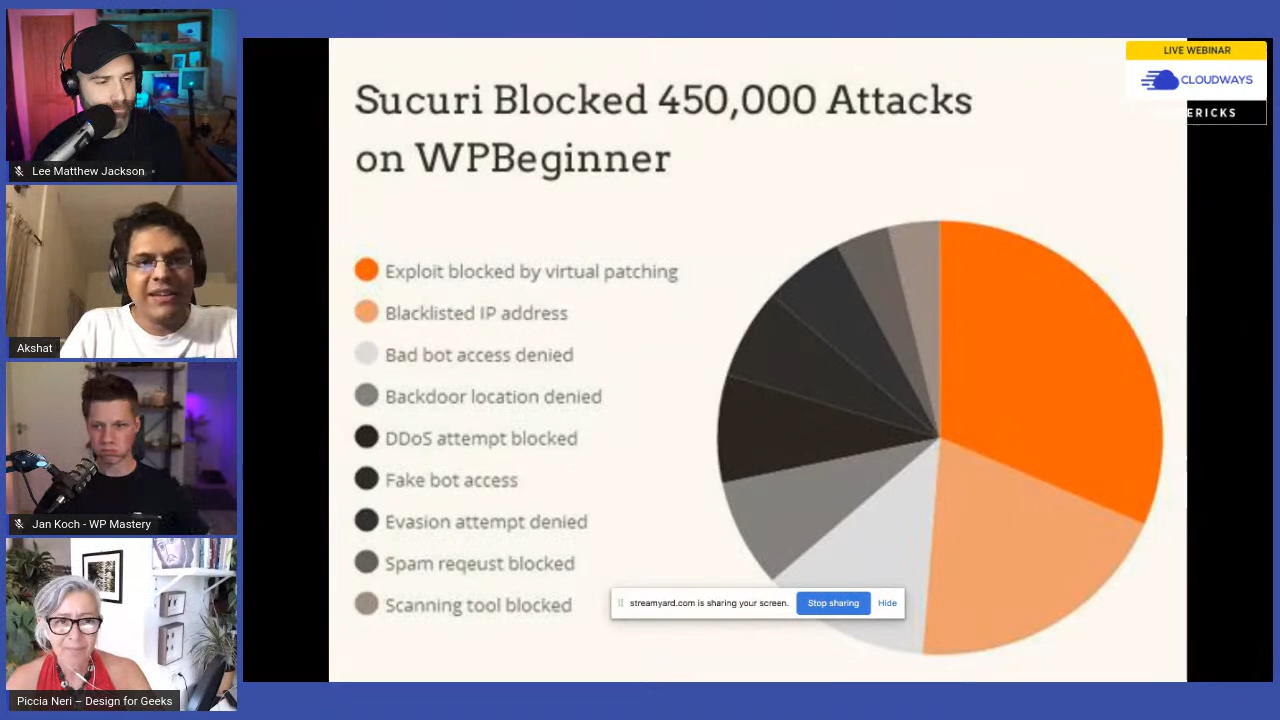 Lee Matthew Jackson
Akshat
Jan Koch - WP Mastery
Piccia Neri – Design for Geeks
LIVE WEBINAR
CLOUDWAYS
ERICKS
Sucuri Blocked 450,000 Attacks
on WPBeginner
Exploit blocked by virtual patching
Blacklisted IP address
Bad bot access denied
Backdoor location denied
DDoS attempt blocked
Fake bot access
Evasion attempt denied
Spam reqeust blocked
Scanning tool blocked
streamyard.com is sharing your screen. Stop sharing Hide